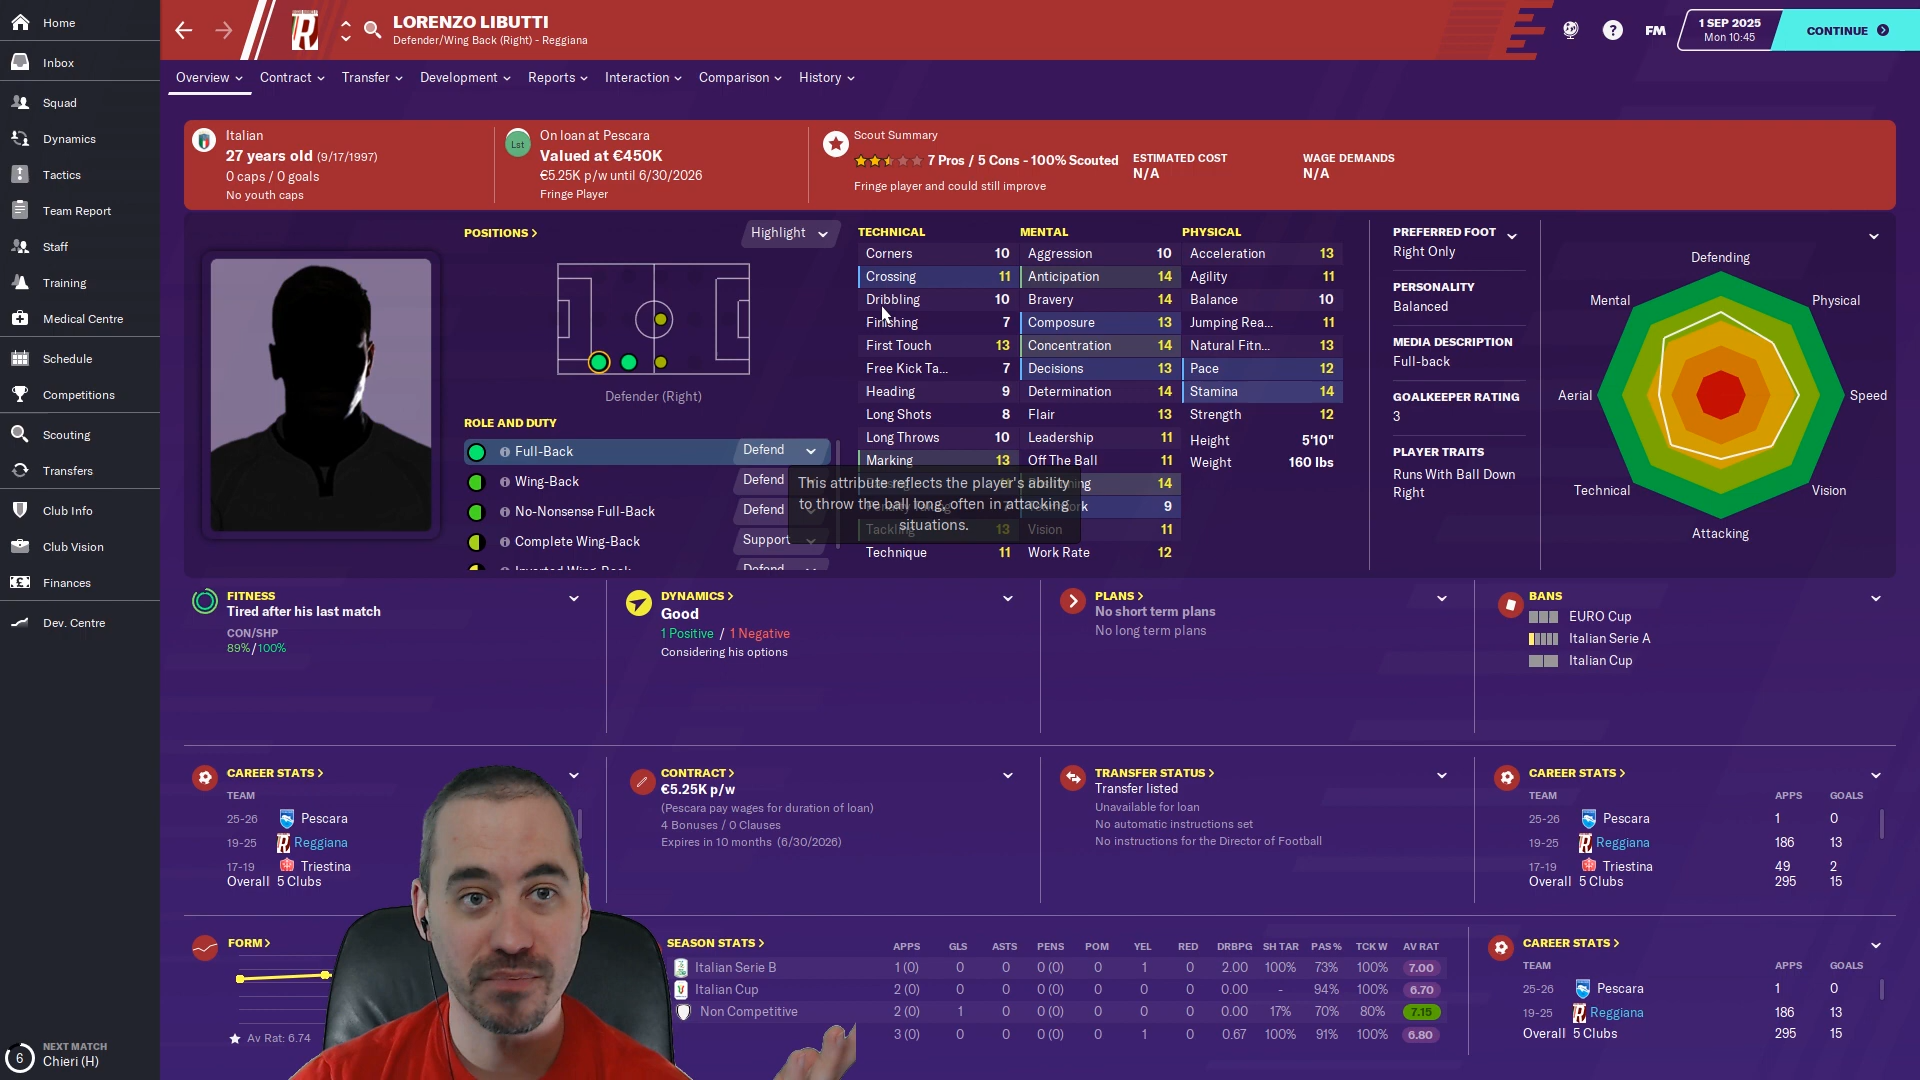 Home
Inbox
Squad
Dynamics
Tactics
Team Report
Staff
Training
Medical Centre
Schedule
Competitions
Scouting
Transfers
Club Info
Club Vision
Finances
Dev. Centre
6
NEXT MATCH
Chieri (H)
LORENZO LIBUTTI
Defender/Wing Back (Right) - Reggiana
FM
1 SEP 2025
Mon 10:45
CONTINUE
Overview Contract Transfer Development Reports Interaction Comparison History
Italian
27 years old (9/17/1997)
0 caps / 0 goals
No youth caps
Lst
On loan at Pescara
Valued at €450K
€5.25K p/w until 6/30/2026
Fringe Player
Scout Summary
7 Pros / 5 Cons - 100% Scouted
Fringe player and could still improve
ESTIMATED COST
N/A
WAGE DEMANDS
N/A
POSITIONS >
Highlight
Defender (Right)
ROLE AND DUTY
Full-Back Defend
Wing-Back Defend
No-Nonsense Full-Back Defend
Complete Wing-Back Support
Inverted Wing-Back Defend
TECHNICAL
Corners 10
Crossing 11
Dribbling 10
Finishing 7
First Touch 13
Free Kick Ta... 7
Heading 9
Long Shots 8
Long Throws 10
Marking 13
Tackling 13
Technique 11
This attribute reflects the player's ability
to throw the ball long, often in attacking
situations.
MENTAL
Aggression 10
Anticipation 14
Bravery 14
Composure 13
Concentration 14
Decisions 13
Determination 14
Flair 13
Leadership 11
Off The Ball 11
14
9
Vision 11
Work Rate 12
PHYSICAL
Acceleration 13
Agility 11
Balance 10
Jumping Rea... 11
Natural Fitn... 13
Pace 12
Stamina 14
Strength 12
Height 5'10"
Weight 160 lbs
PREFERRED FOOT
Right Only
PERSONALITY
Balanced
MEDIA DESCRIPTION
Full-back
GOALKEEPER RATING
3
PLAYER TRAITS
Runs With Ball Down
Right
Defending
Mental Physical
Aerial Speed
Technical Vision
Attacking
FITNESS
Tired after his last match
CON/SHP
89%/100%
DYNAMICS >
Good
1 Positive / 1 Negative
Considering his options
PLANS >
No short term plans
No long term plans
BANS
EURO Cup
Italian Serie A
Italian Cup
CAREER STATS >
TEAM
25-26 Pescara
19-25 Reggiana
17-19 Triestina
Overall 5 Clubs
CONTRACT >
€5.25K p/w
(Pescara pay wages for duration of loan)
4 Bonuses / 0 Clauses
Expires in 10 months (6/30/2026)
TRANSFER STATUS >
Transfer listed
Unavailable for loan
No automatic instructions set
No instructions for the Director of Football
CAREER STATS >
TEAM APPS GOALS
25-26 Pescara 1 0
19-25 Reggiana 186 13
17-19 Triestina 49 2
Overall 5 Clubs 295 15
FORM >
Av Rat: 6.74
SEASON STATS > APPS GLS ASTS PENS POM YEL RED DRBPG SH TAR PAS % TCK W AV RAT
Italian Serie B 1 (0) 0 0 0 (0) 0 1 0 2.00 100% 73% 100% 7.00
Italian Cup 2 (0) 0 0 0 (0) 0 0 0 0.00 - 94% 100% 6.70
Non Competitive 2 (0) 1 0 0 (0) 0 0 0 0.00 17% 70% 80% 7.15
3 (0) 0 0 0 (0) 0 1 0 0.67 100% 91% 100% 6.80
CAREER STATS >
TEAM APPS GOALS
25-26 Pescara 1 0
19-25 Reggiana 186 13
Overall 5 Clubs 295 15